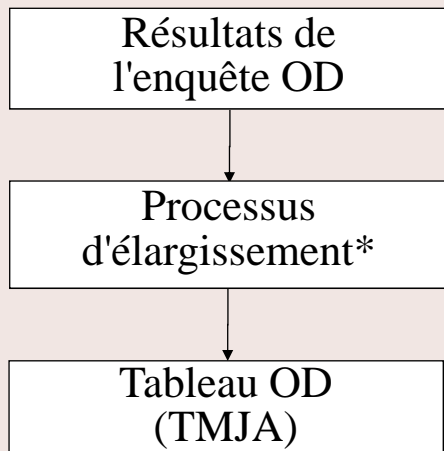 Résultats de
l'enquête OD
Processus
d'élargissement*
Tableau OD
(TMJA)